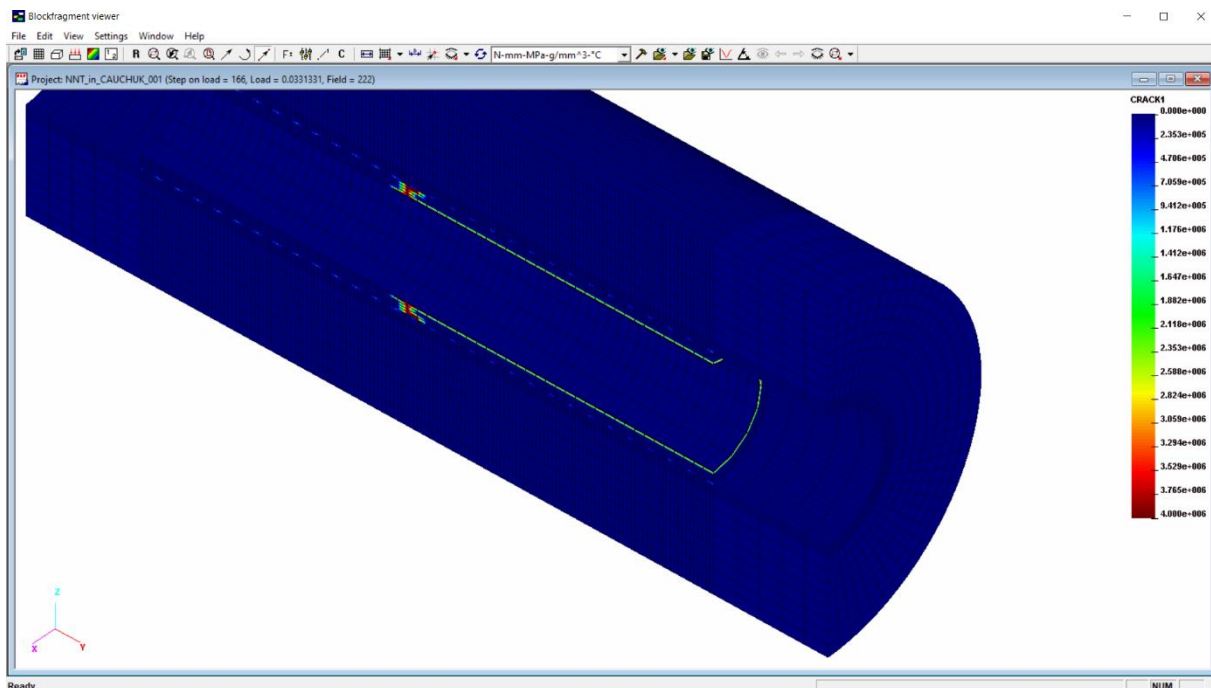 Blockfragment viewer
File Edit View Settings Window Help
R F± C N-mm-MPa-g/mm^3-°C
Project: NNT_in_CAUCHUK_001 (Step on load = 166, Load = 0.0331331, Field = 222)
CRACK1
0.000e+000
2.353e+005
4.706e+005
7.059e+005
9.412e+005
1.176e+006
1.412e+006
1.647e+006
1.882e+006
2.118e+006
2.353e+006
2.588e+006
2.824e+006
3.059e+006
3.294e+006
3.529e+006
3.765e+006
4.000e+006
Z
X Y
Ready NUM